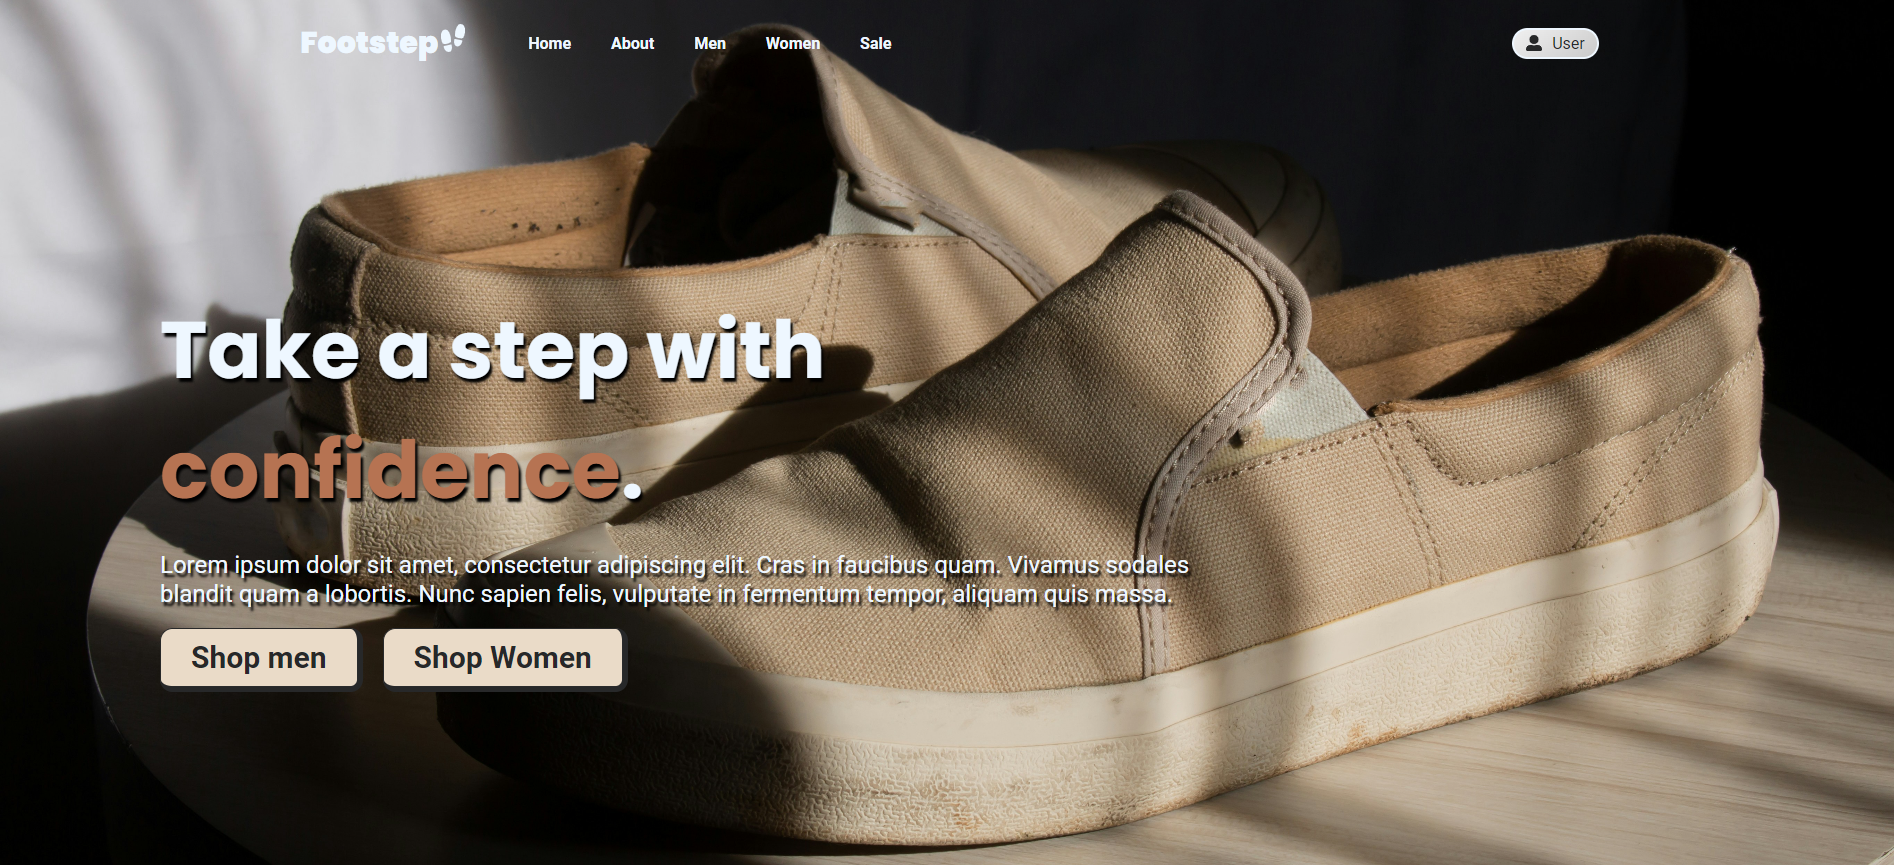 Footstep
Home About Men Women Sale
User
Take a step with
confidence.
Lorem ipsum dolor sit amet, consectetur adipiscing elit. Cras in faucibus quam. Vivamus sodales
blandit quam a lobortis. Nunc sapien felis, vulputate in fermentum tempor, aliquam quis massa.
Shop men
Shop Women